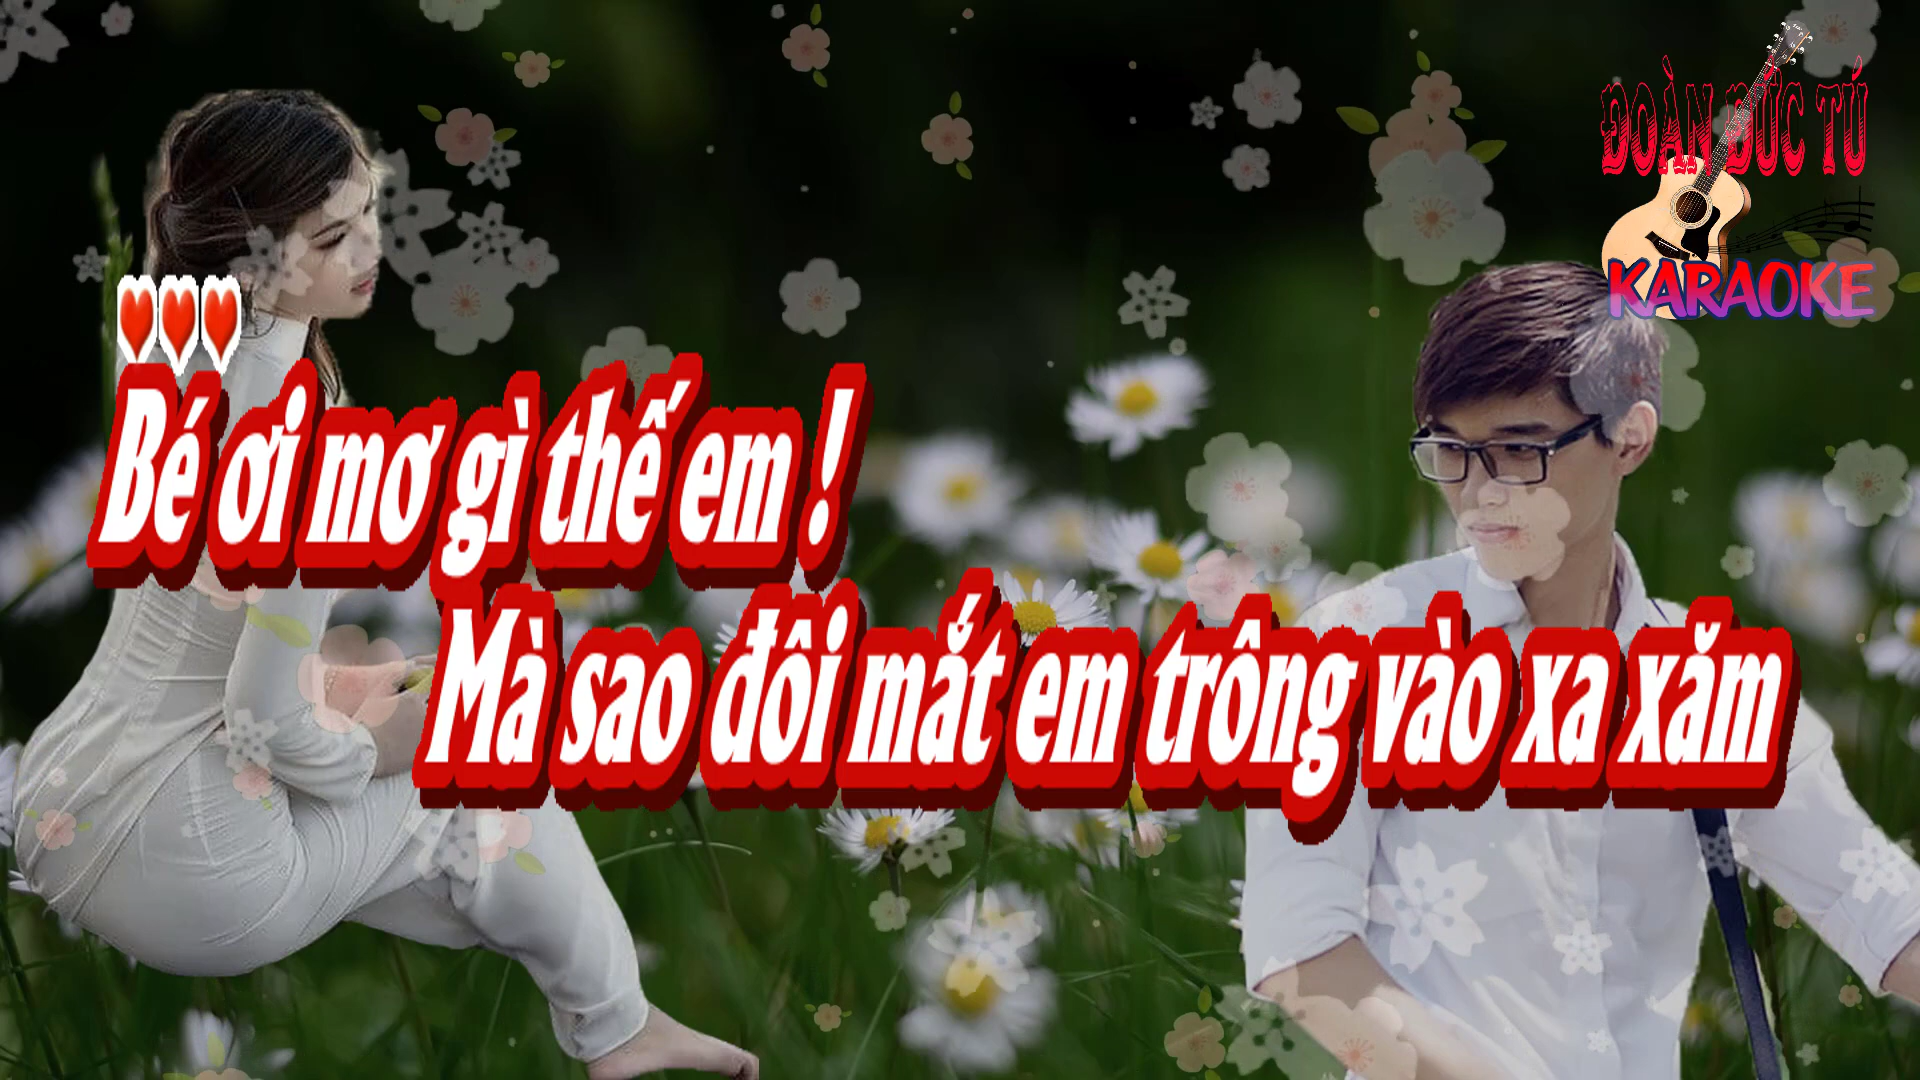 ĐOÀN ĐỨC TÚ
KARAOKE
Bé ơi mơ gì thế em !
Mà sao đôi mắt em trông vào xa xăm